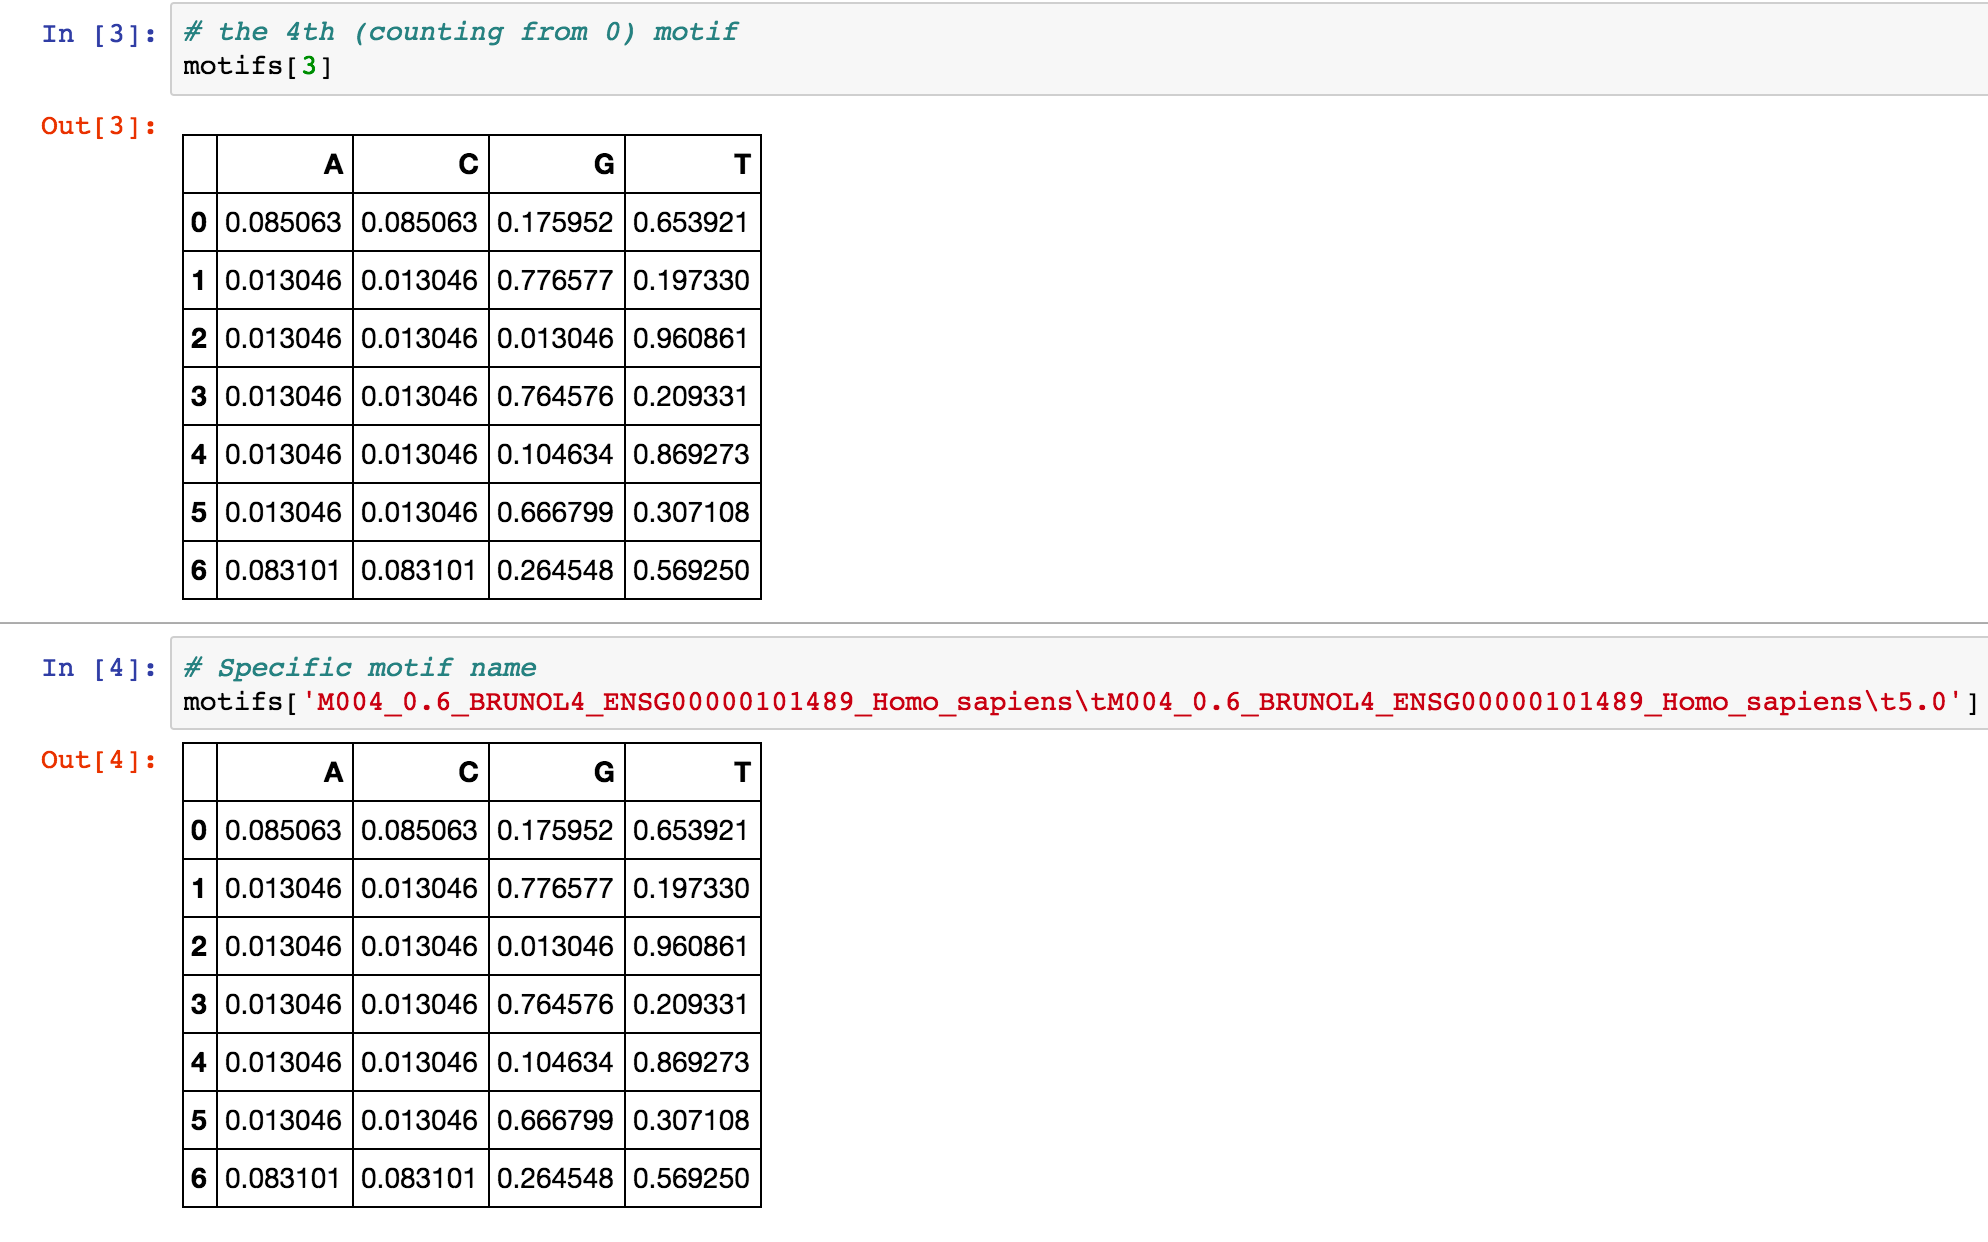 In [3]: # the 4th (counting from 0) motif
motifs[3]
Out[3]:
A C G T
0 0.085063 0.085063 0.175952 0.653921
1 0.013046 0.013046 0.776577 0.197330
2 0.013046 0.013046 0.013046 0.960861
3 0.013046 0.013046 0.764576 0.209331
4 0.013046 0.013046 0.104634 0.869273
5 0.013046 0.013046 0.666799 0.307108
6 0.083101 0.083101 0.264548 0.569250
In [4]: # Specific motif name
motifs['M004_0.6_BRUNOL4_ENSG00000101489_Homo_sapiens\tM004_0.6_BRUNOL4_ENSG00000101489_Homo_sapiens\t5.0']
Out[4]:
A C G T
0 0.085063 0.085063 0.175952 0.653921
1 0.013046 0.013046 0.776577 0.197330
2 0.013046 0.013046 0.013046 0.960861
3 0.013046 0.013046 0.764576 0.209331
4 0.013046 0.013046 0.104634 0.869273
5 0.013046 0.013046 0.666799 0.307108
6 0.083101 0.083101 0.264548 0.569250